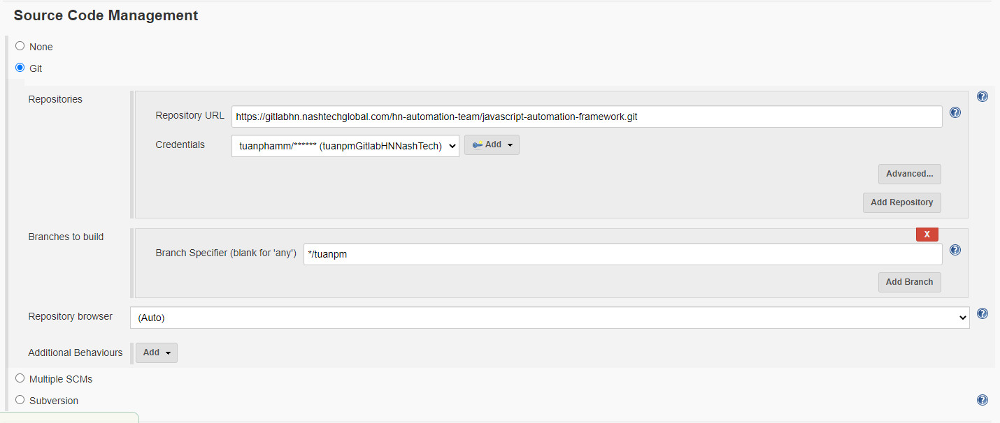 Source Code Management
None
Git
Repositories
Repository URL https://gitlabhn.nashtechglobal.com/hn-automation-team/javascript-automation-framework.git
Credentials tuanphamm/****** (tuanpmGitlabHNNashTech) Add
Advanced...
Add Repository
Branches to build
X
Branch Specifier (blank for 'any') */tuanpm
Add Branch
Repository browser (Auto)
Additional Behaviours Add
Multiple SCMs
Subversion